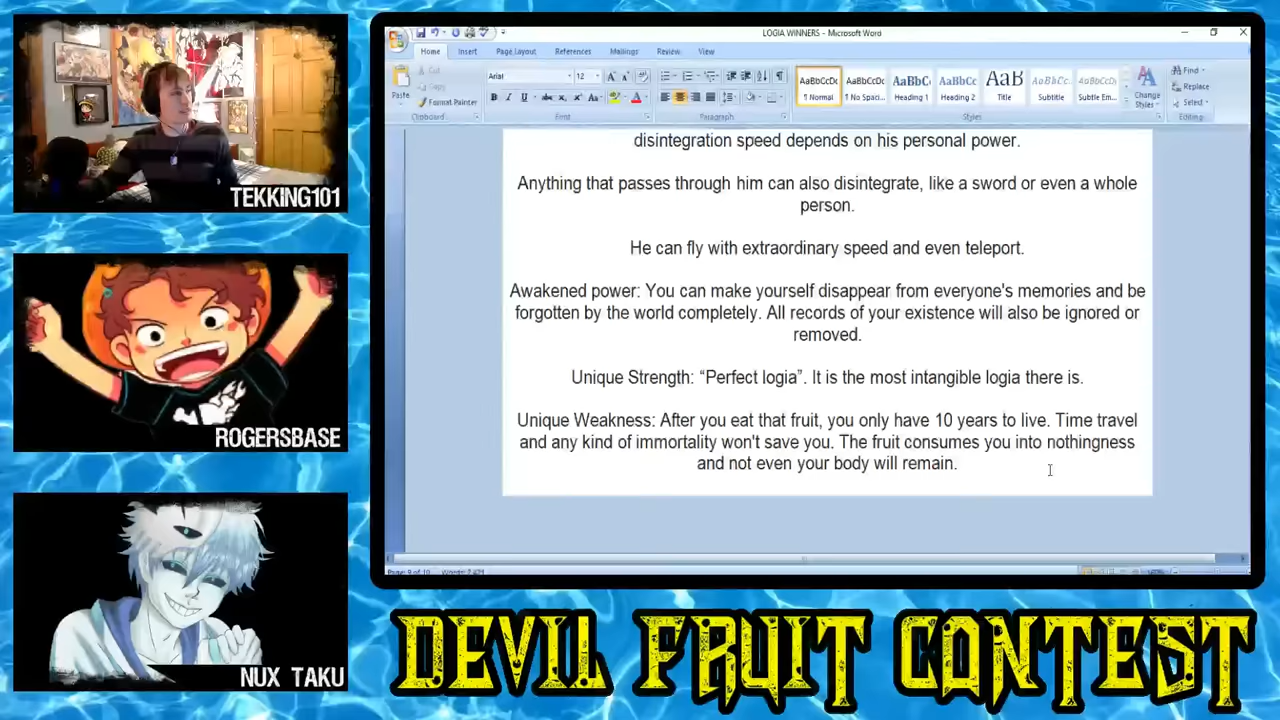 LOGIA WINNERS - Microsoft Word
Home Insert Page Layout References Mailings Review View
Cut
Copy
Paste
Format Painter
Clipboard
Arial 12
Font
Paragraph
AaBbCcDc AaBbCcDc AaBbC AaBbCc AaB AaBbCcL AaBbCcDc
¶ Normal ¶ No Spaci... Heading 1 Heading 2 Title Subtitle Subtle Em...
Change Styles
Styles
Find
Replace
Select
Editing
disintegration speed depends on his personal power.
Anything that passes through him can also disintegrate, like a sword or even a whole
person.
He can fly with extraordinary speed and even teleport.
Awakened power: You can make yourself disappear from everyone's memories and be
forgotten by the world completely. All records of your existence will also be ignored or
removed.
Unique Strength: “Perfect logia”. It is the most intangible logia there is.
Unique Weakness: After you eat that fruit, you only have 10 years to live. Time travel
and any kind of immortality won't save you. The fruit consumes you into nothingness
and not even your body will remain.
TEKKING101
ROGERSBASE
NUX TAKU
DEVIL FRUIT CONTEST